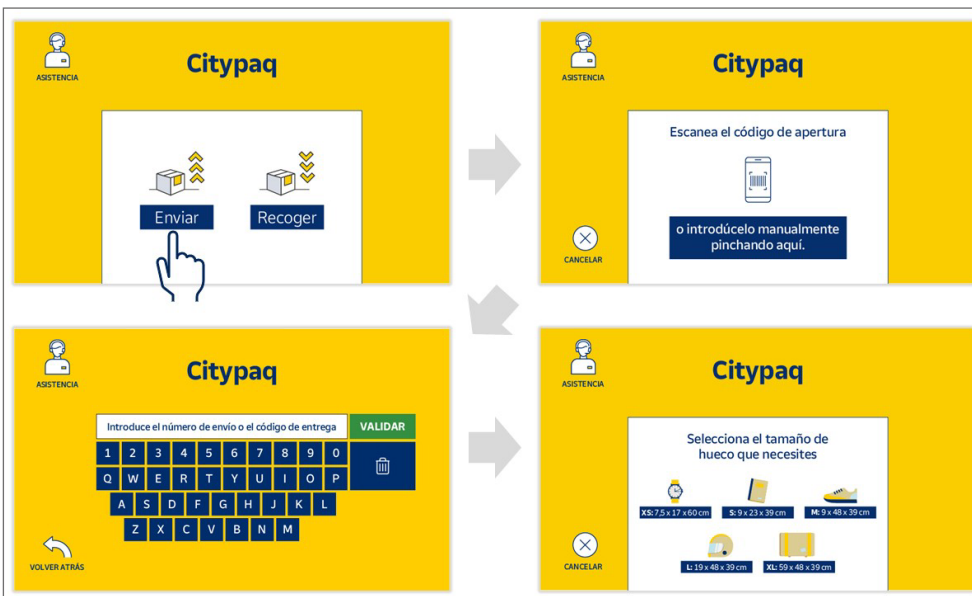 ASISTENCIA
Citypaq
Enviar
Recoger
ASISTENCIA
Citypaq
Escanea el código de apertura
o introdúcelo manualmente
pinchando aquí.
CANCELAR
ASISTENCIA
Citypaq
Introduce el número de envío o el código de entrega
VALIDAR
1 2 3 4 5 6 7 8 9 0
Q W E R T Y U I O P
A S D F G H J K L
Z X C V B N M
VOLVER ATRÁS
ASISTENCIA
Citypaq
Selecciona el tamaño de
hueco que necesites
XS: 7,5 x 17 x 60 cm
S: 9 x 23 x 39 cm
M: 9 x 48 x 39 cm
L: 19 x 48 x 39 cm
XL: 59 x 48 x 39 cm
CANCELAR